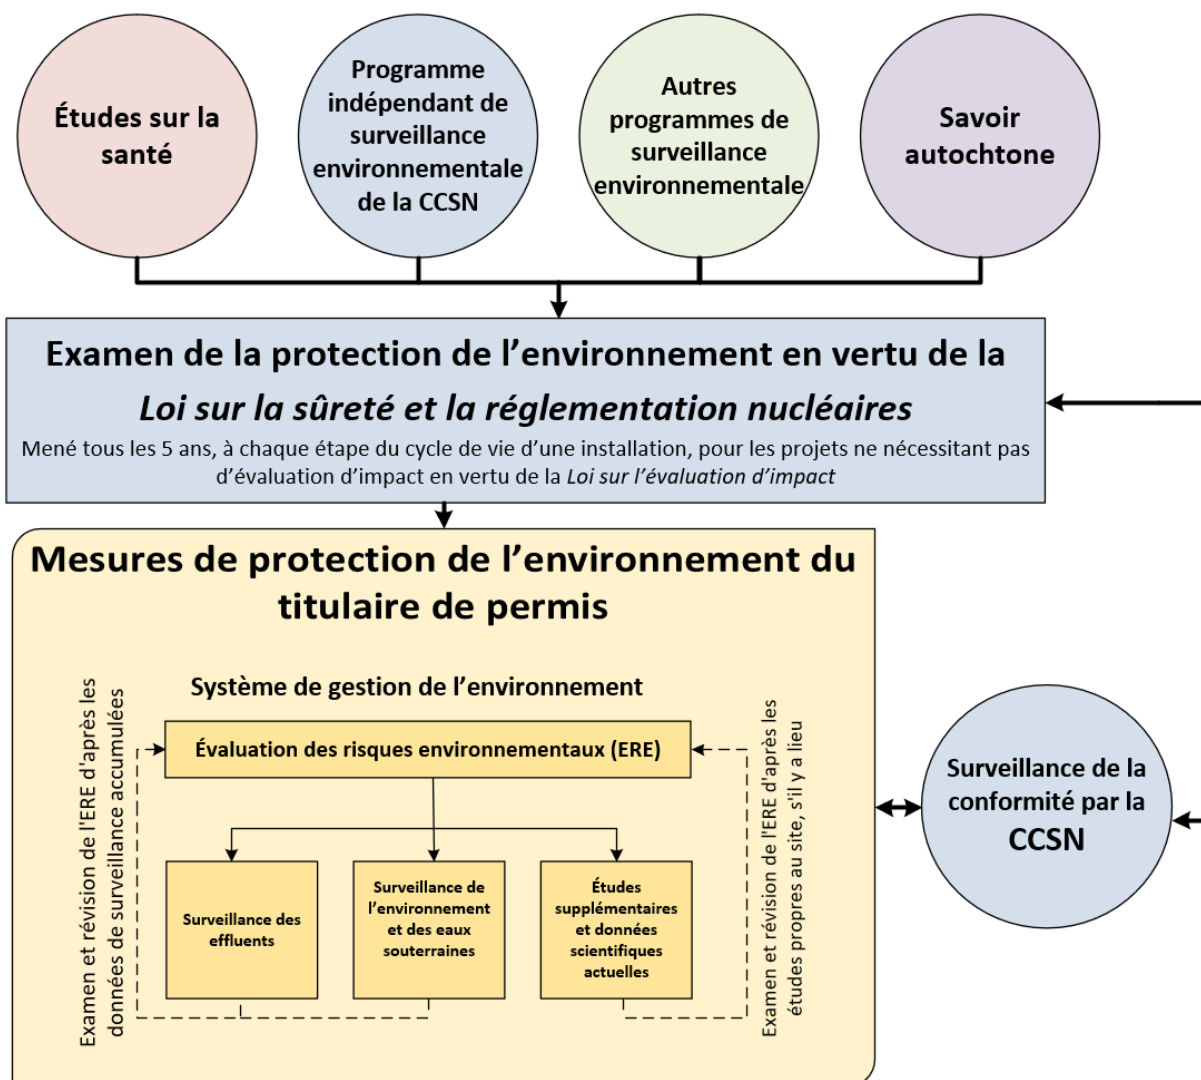 Études sur la
santé
Programme
indépendant de
surveillance
environnementale
de la CCSN
Autres
programmes de
surveillance
environnementale
Savoir
autochtone
Examen de la protection de l’environnement en vertu de la
Loi sur la sûreté et la réglementation nucléaires
Mené tous les 5 ans, à chaque étape du cycle de vie d’une installation, pour les projets ne nécessitant pas
d’évaluation d’impact en vertu de la Loi sur l’évaluation d’impact
Mesures de protection de l’environnement du
titulaire de permis
Système de gestion de l’environnement
Examen et révision de l'ERE d'après les
données de surveillance accumulées
Évaluation des risques environnementaux (ERE)
Surveillance des
effluents
Surveillance de
l’environnement
et des eaux
souterraines
Études
supplémentaires
et données
scientifiques
actuelles
Examen et révision de l'ERE d'après les
études propres au site, s'il y a lieu
Surveillance de la
conformité par la
CCSN